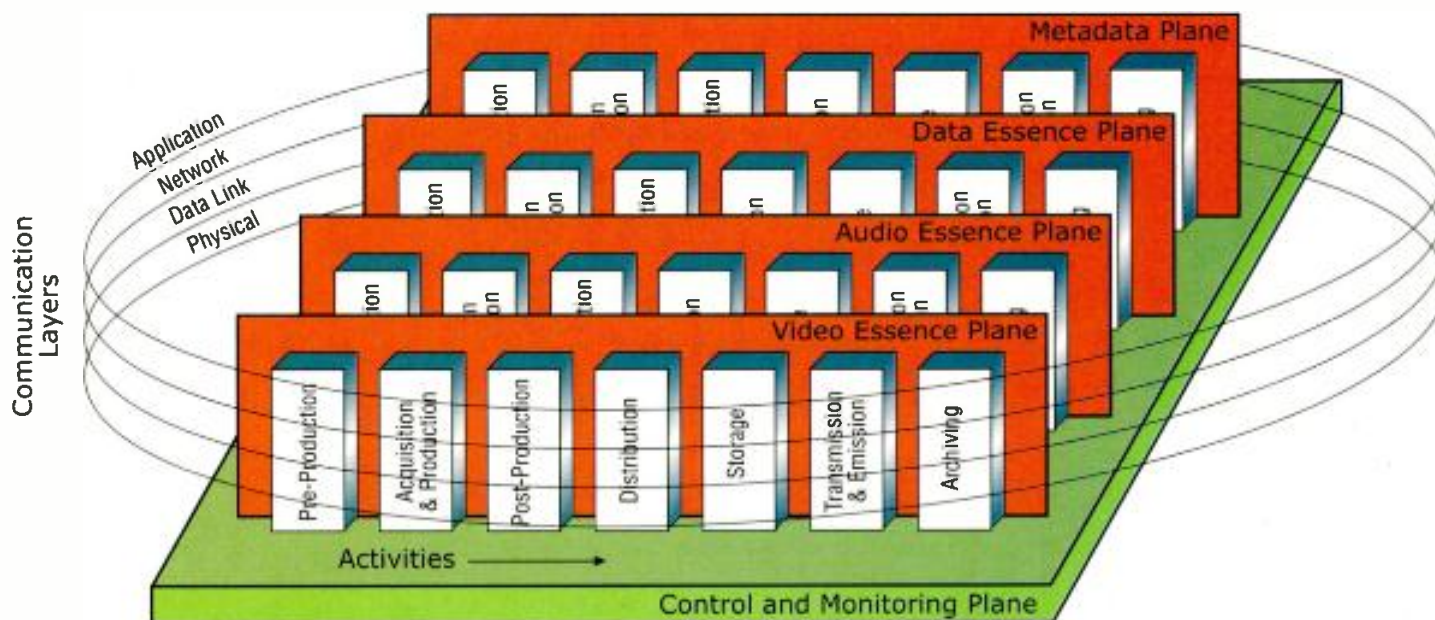 Metadata Plane
Data Essence Plane
Audio Essence Plane
Video Essence Plane
Application
Network
Data Link
Physical
Communication
Layers
Pre-Production
Acquisition
& Production
Post-Production
Distribution
Storage
Transmission
& Emission
Archiving
Activities
Control and Monitoring Plane